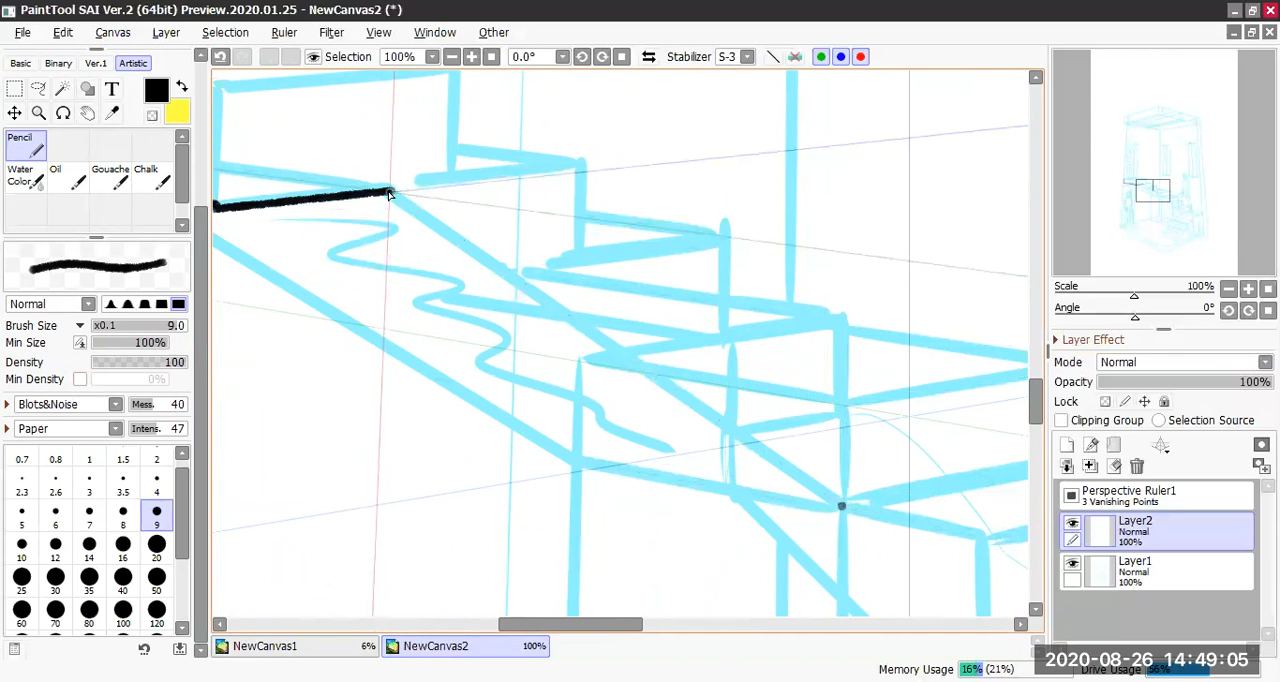 PaintTool SAI Ver.2 (64bit) Preview.2020.01.25 - NewCanvas2 (*)
File Edit Canvas Layer Selection Ruler Filter View Window Other
Basic Binary Ver.1 Artistic
Selection 100% 0.0° Stabilizer S-3
T
Pencil
Water Color Oil Gouache Chalk
Normal
Brush Size x0.1 9.0
Min Size 100%
Density 100
Min Density 0%
Blots&Noise Mess. 40
Paper Intens. 47
0.7 0.8 1 1.5 2
2.3 2.6 3 3.5 4
5 6 7 8 9
10 12 14 16 20
25 30 35 40 50
60 70 80 100 120
Scale 100%
Angle 0°
Layer Effect
Mode Normal
Opacity 100%
Lock
Clipping Group Selection Source
Perspective Ruler1
3 Vanishing Points
Layer2
Normal
100%
Layer1
Normal
100%
NewCanvas1 6% NewCanvas2 100%
Memory Usage 16% (21%) Drive Usage 56%
2020-08-26 14:49:05